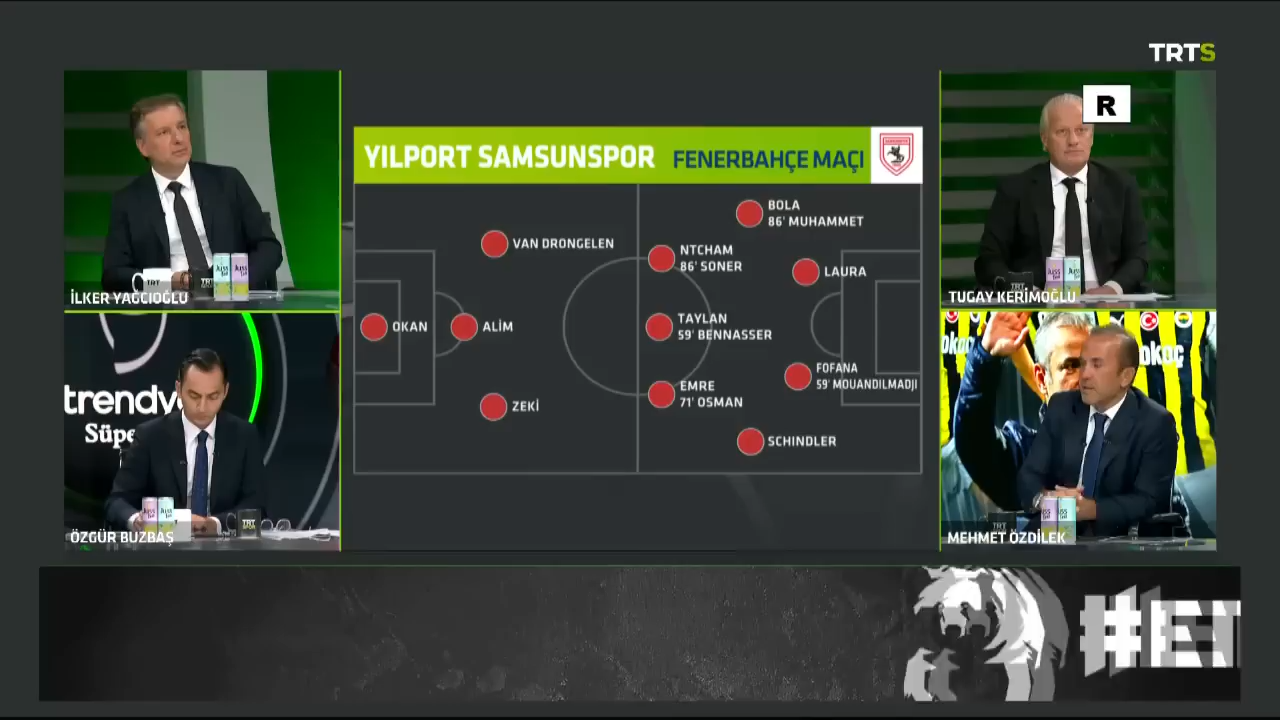 TRTS
R
YILPORT SAMSUNSPOR FENERBAHÇE MAÇI
BOLA
86' MUHAMMET
VAN DRONGELEN
NTCHAM
86' SONER
LAURA
OKAN
ALİM
TAYLAN
59' BENNASSER
FOFANA
59' MOUANDILMADJI
EMRE
71' OSMAN
ZEKİ
SCHINDLER
TRT
İLKER YAĞCIOĞLU
TUGAY KERİMOĞLU
trendy
Süpe
ÖZGÜR BUZBAŞ
okoç
MEHMET ÖZDİLEK